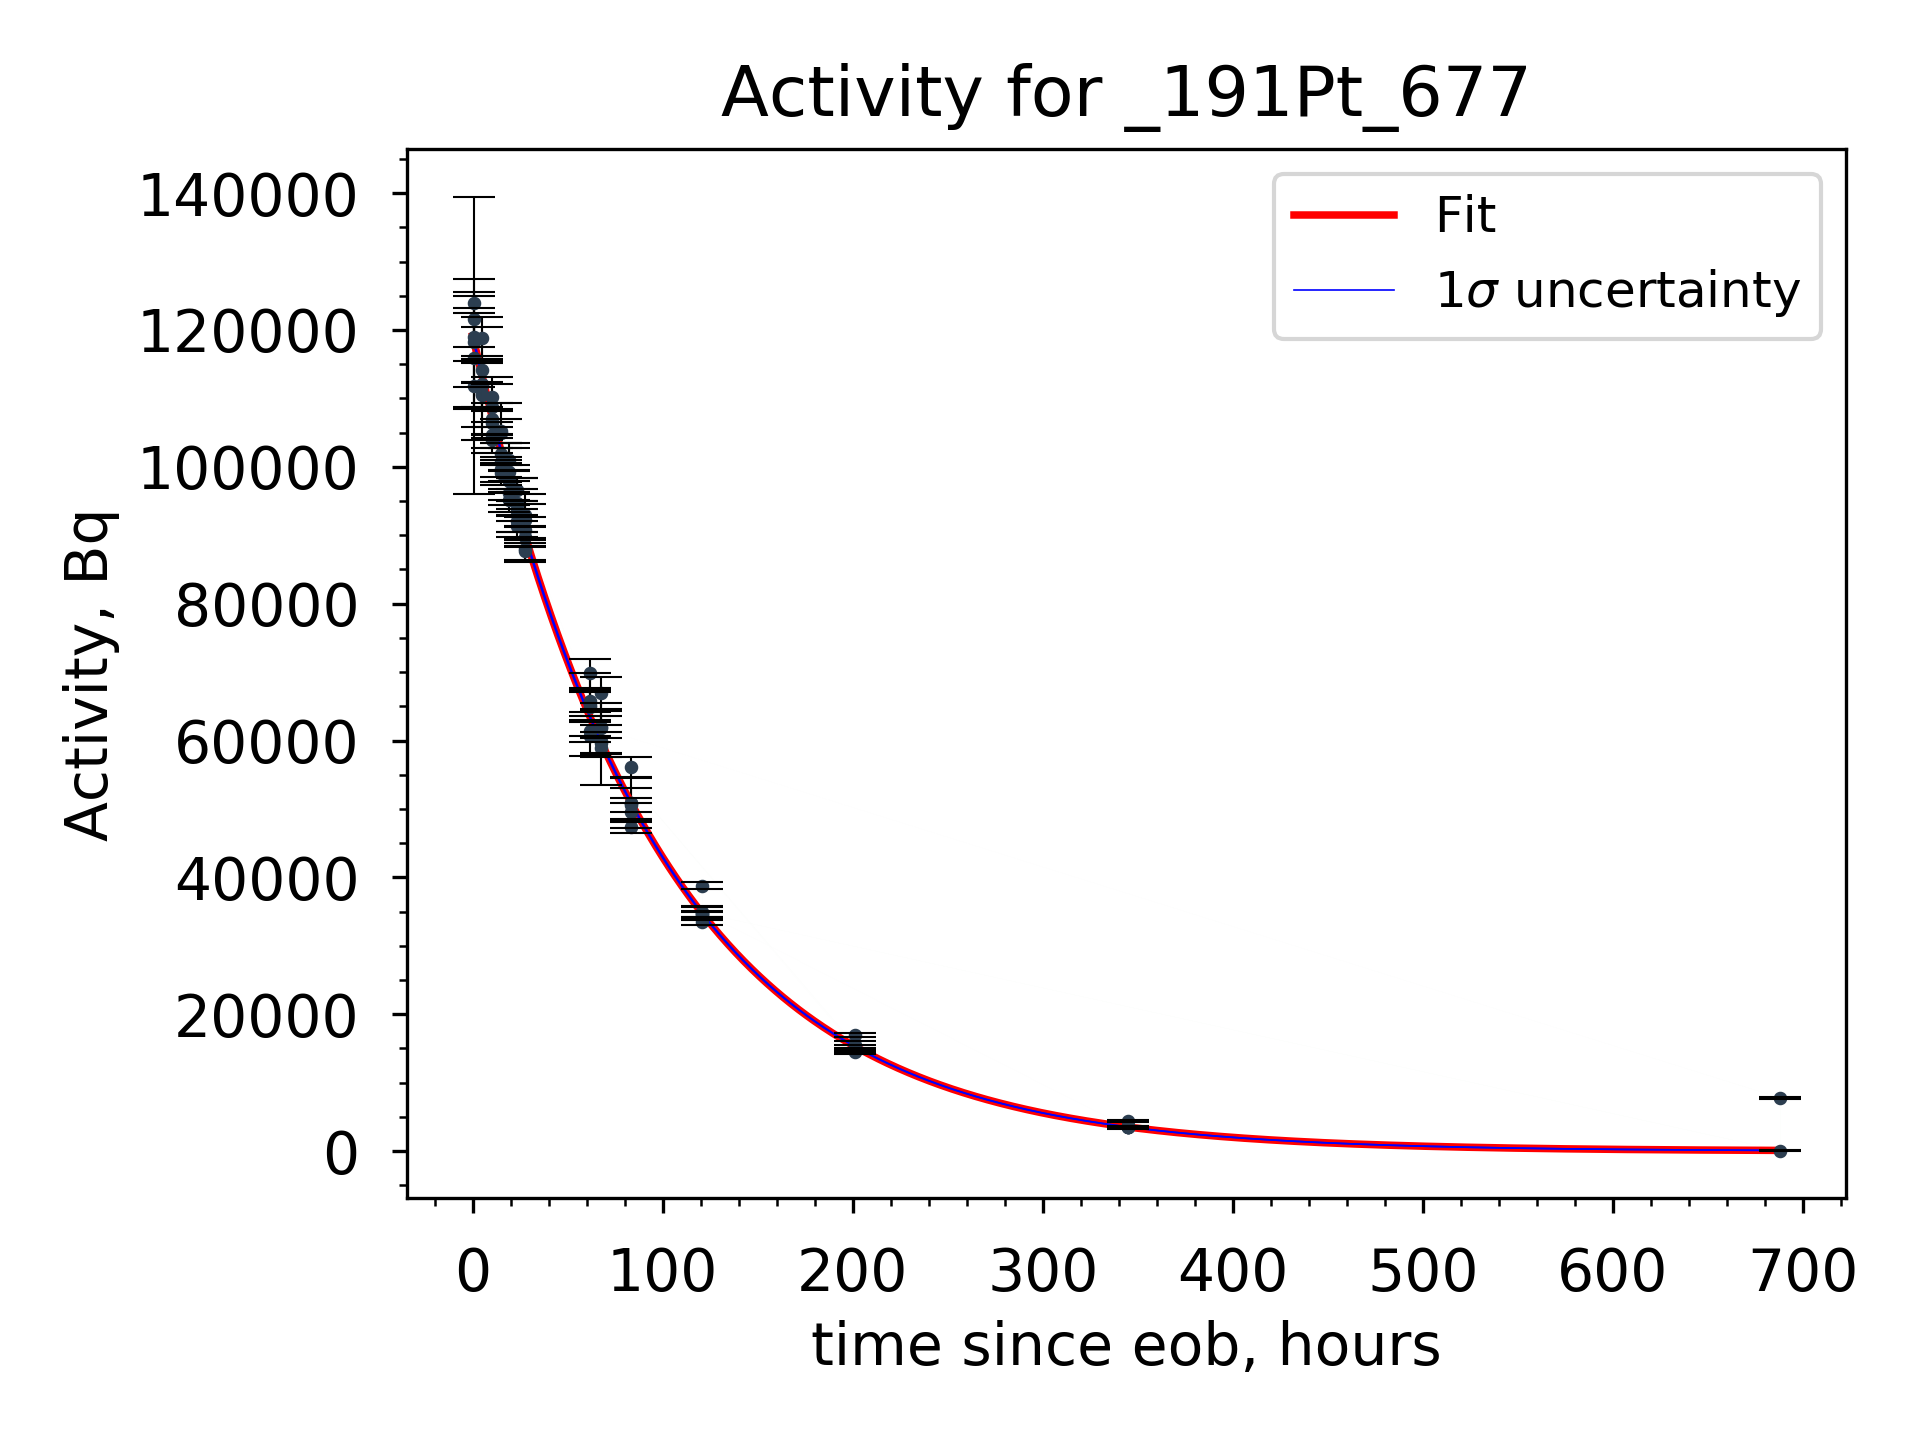 Activity for _191Pt_677
Fit
1σ uncertainty
140000
120000
100000
80000
60000
40000
20000
0
Activity, Bq
0 100 200 300 400 500 600 700
time since eob, hours